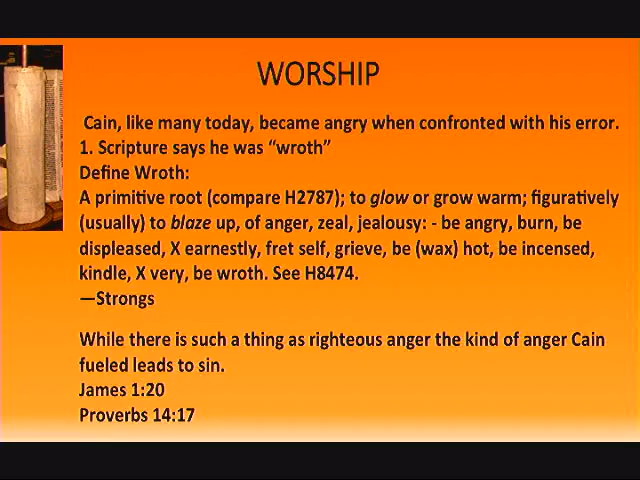 WORSHIP
Cain, like many today, became angry when confronted with his error.
1. Scripture says he was “wroth”
Define Wroth:
A primitive root (compare H2787); to glow or grow warm; figuratively
(usually) to blaze up, of anger, zeal, jealousy: - be angry, burn, be
displeased, X earnestly, fret self, grieve, be (wax) hot, be incensed,
kindle, X very, be wroth. See H8474.
—Strongs
While there is such a thing as righteous anger the kind of anger Cain
fueled leads to sin.
James 1:20
Proverbs 14:17